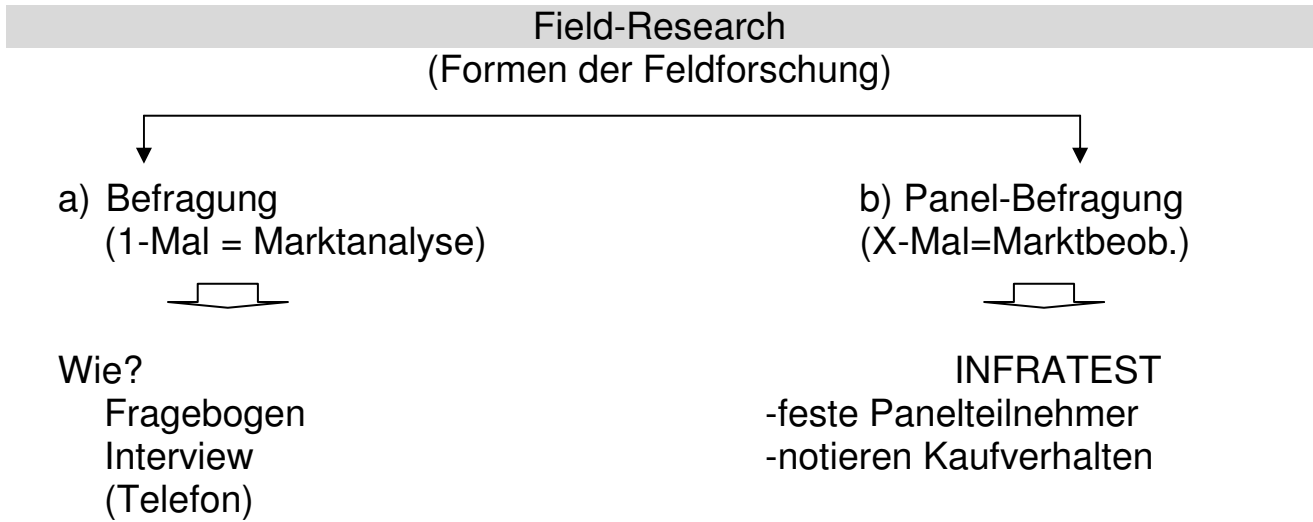 Field-Research
(Formen der Feldforschung)
a) Befragung
(1-Mal = Marktanalyse)
Wie?
Fragebogen
Interview
(Telefon)
b) Panel-Befragung
(X-Mal=Marktbeob.)
INFRATEST
-feste Panelteilnehmer
-notieren Kaufverhalten